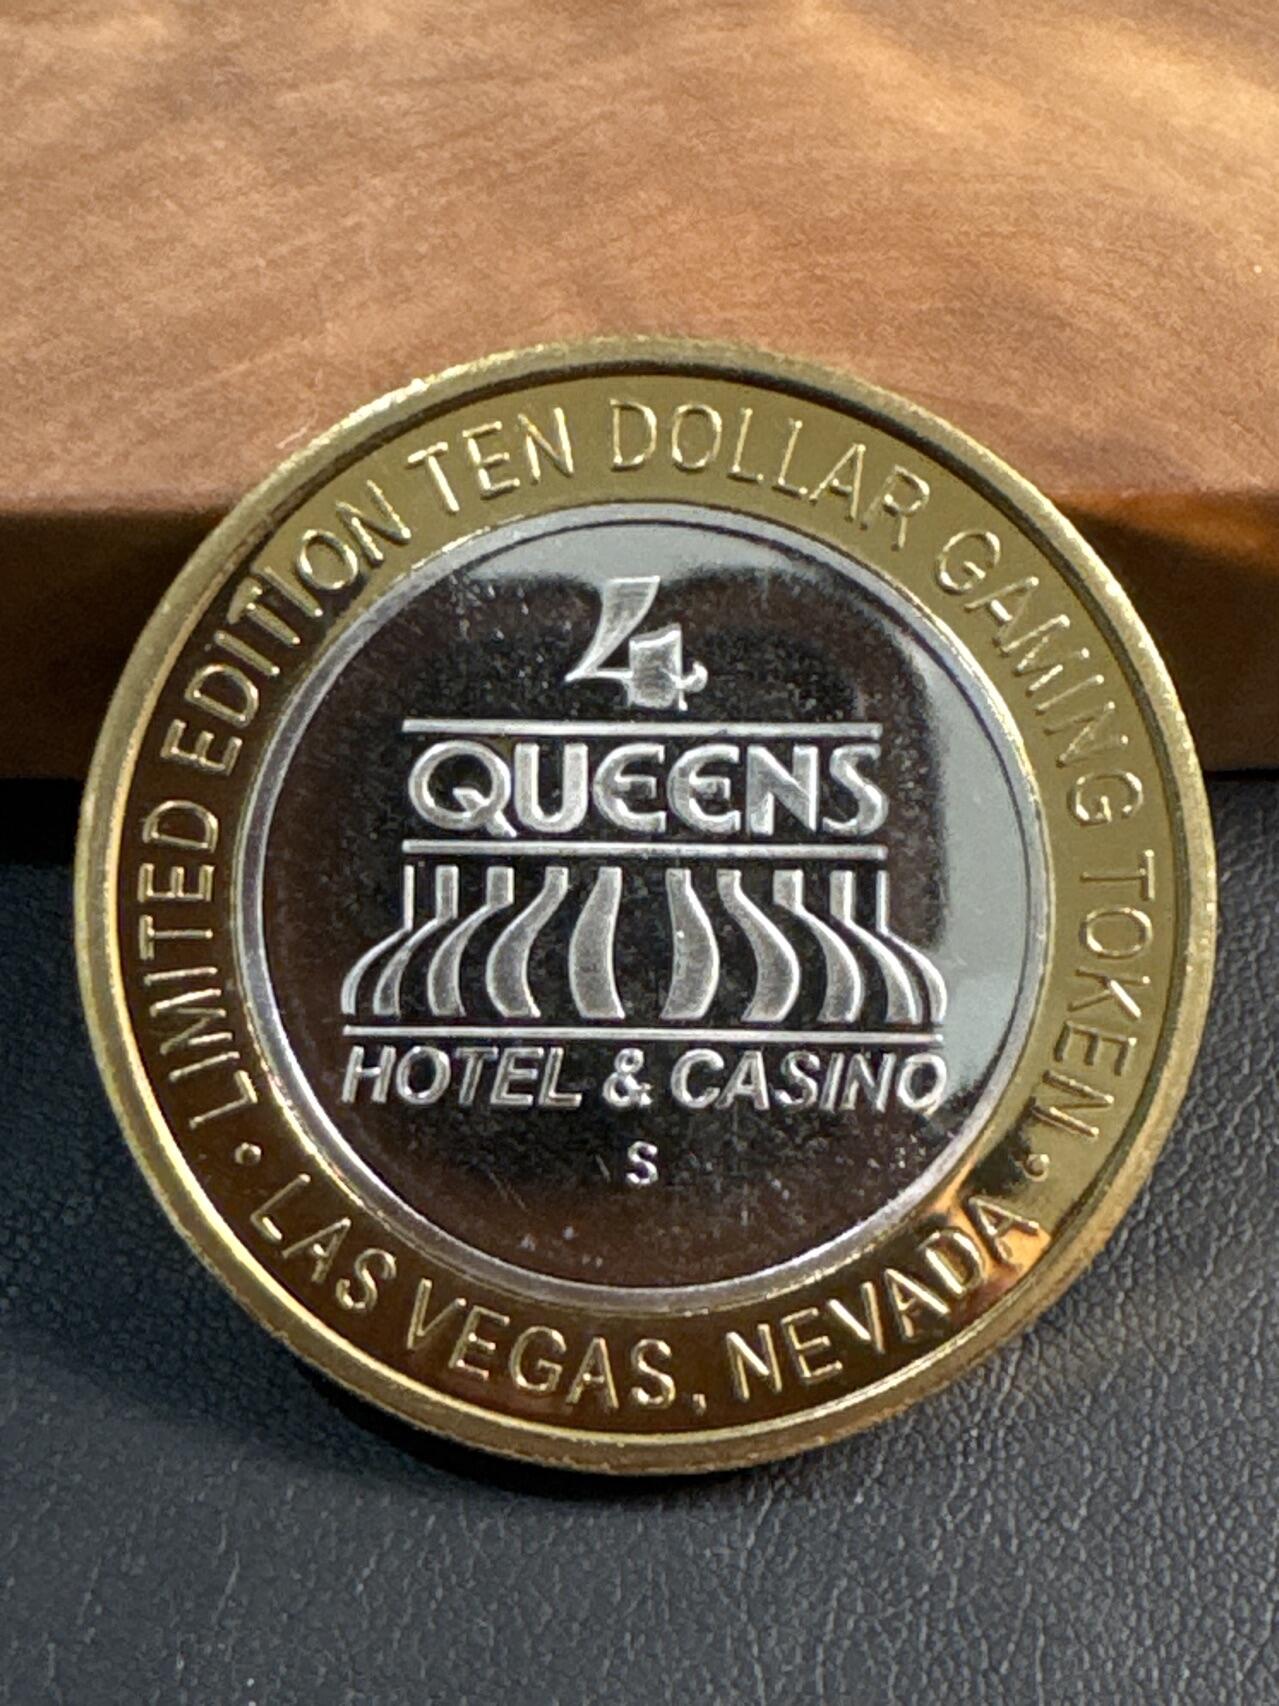 LIMITED EDITION TEN DOLLAR GAMING TOKEN
4
QUEENS
HOTEL & CASINO
S
• LAS VEGAS, NEVADA •